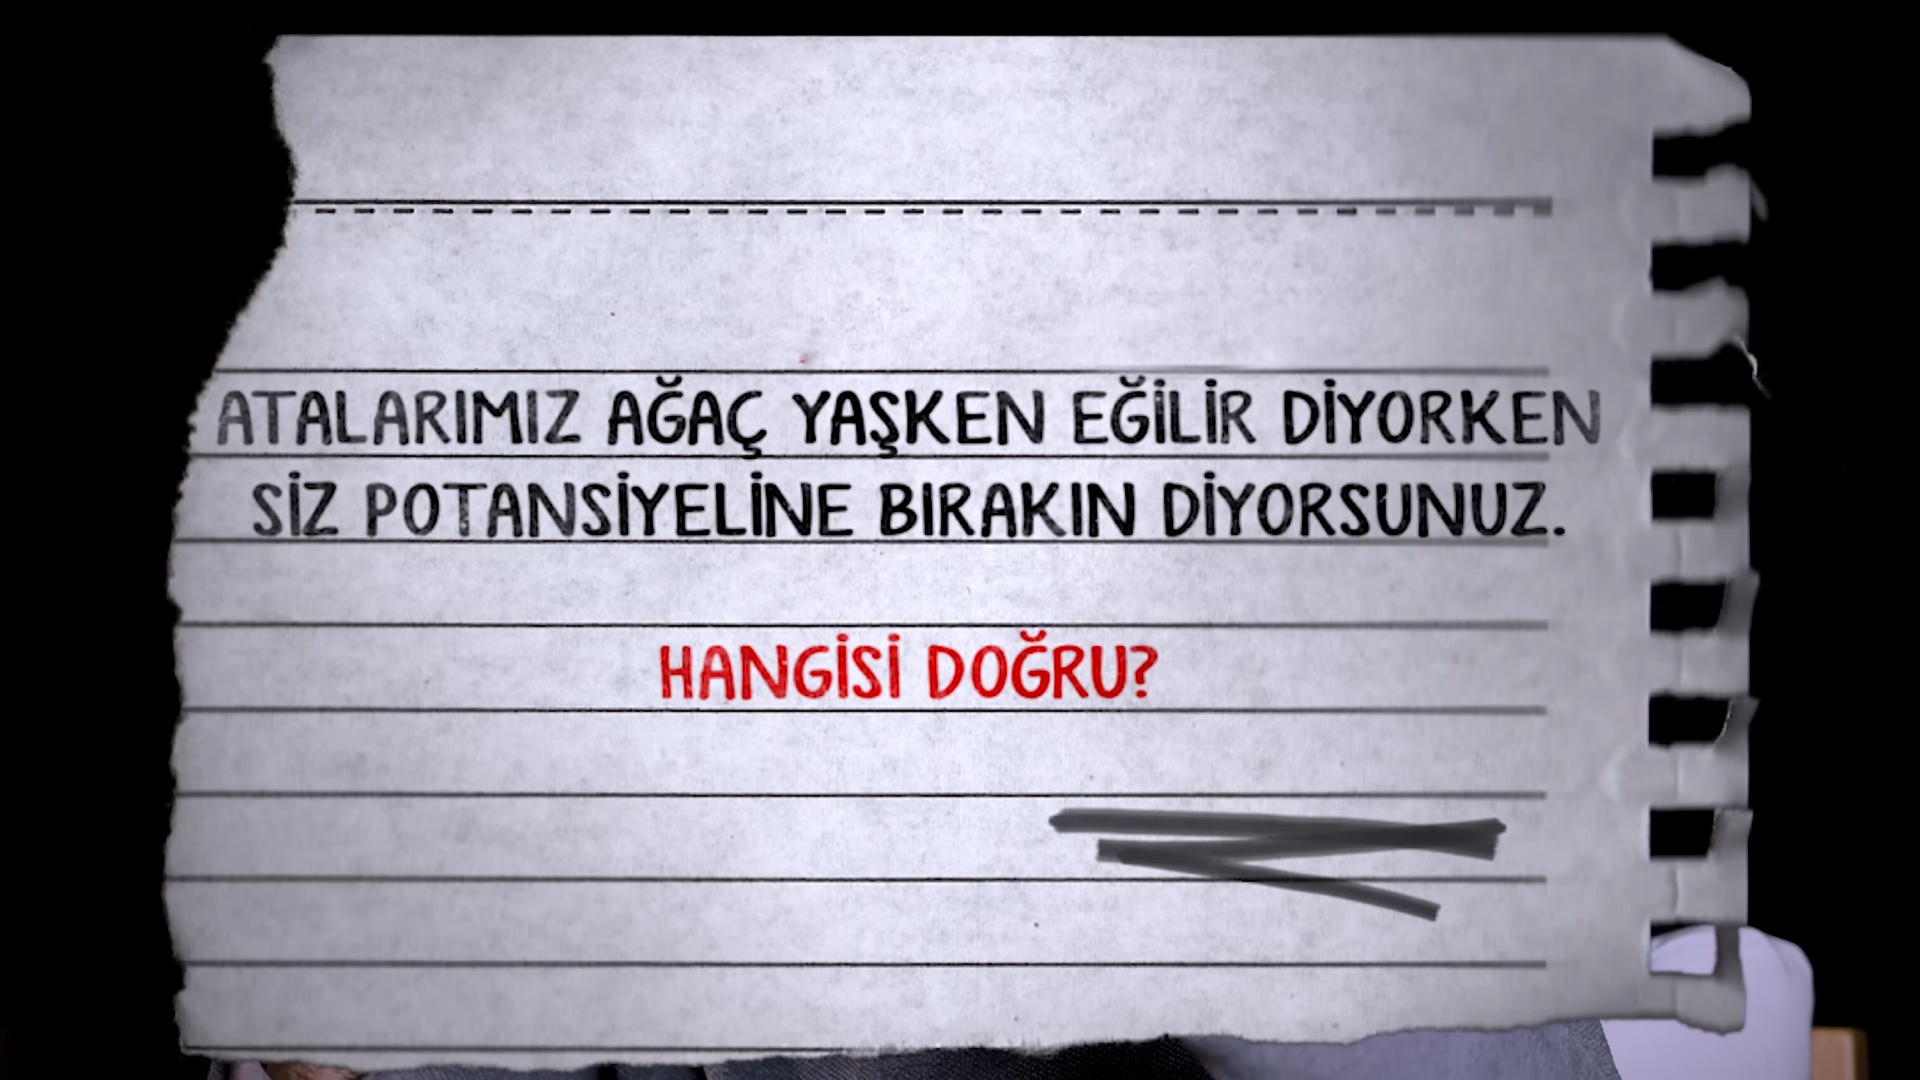 ATALARIMIZ AĞAÇ YAŞKEN EĞİLİR DİYORKEN
SİZ POTANSİYELİNE BIRAKIN DİYORSUNUZ.
HANGİSİ DOĞRU?